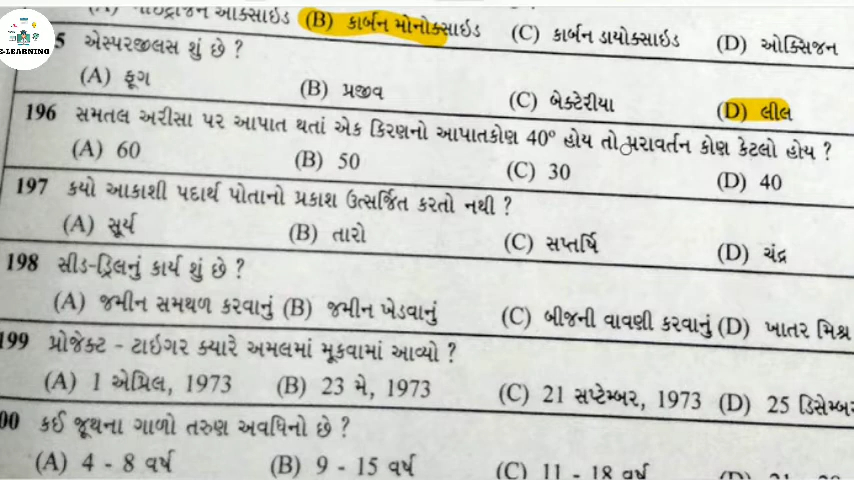 (B) કાર્બન મોનોક્સાઇડ (C) કાર્બન ડાયોક્સાઇડ (D) ઓક્સિજન
E-LEARNING
5 એસ્પરજીલસ શું છે ?
(A) ફૂગ (B) પ્રજીવ (C) બેક્ટેરીયા (D) લીલ
196 સમતલ અરીસા પર આપાત થતાં એક કિરણનો આપાતકોણ 40° હોય તો પરાવર્તન કોણ કેટલો હોય ?
(A) 60 (B) 50 (C) 30 (D) 40
197 કયો આકાશી પદાર્થ પોતાનો પ્રકાશ ઉત્સર્જિત કરતો નથી ?
(A) સૂર્ય (B) તારો (C) સપ્તર્ષિ (D) ચંદ્ર
198 સીડ-ડ્રિલનું કાર્ય શું છે ?
(A) જમીન સમથળ કરવાનું (B) જમીન ખેડવાનું (C) બીજની વાવણી કરવાનું (D) ખાતર મિશ્ર
199 પ્રોજેક્ટ - ટાઇગર ક્યારે અમલમાં મૂકવામાં આવ્યો ?
(A) 1 એપ્રિલ, 1973 (B) 23 મે, 1973 (C) 21 સપ્ટેમ્બર, 1973 (D) 25 ડિસેમ્બર
00 કઈ જૂથના ગાળો તરુણ અવધિનો છે ?
(A) 4 - 8 વર્ષ (B) 9 - 15 વર્ષ (C) 11 - 18 વર્ષ